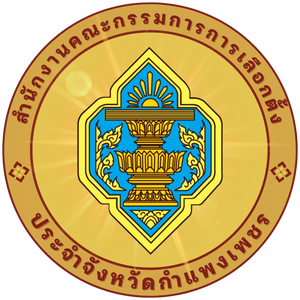 สำนักงานคณะกรรมการการเลือกตั้ง
ประจำจังหวัดกำแพงเพชร